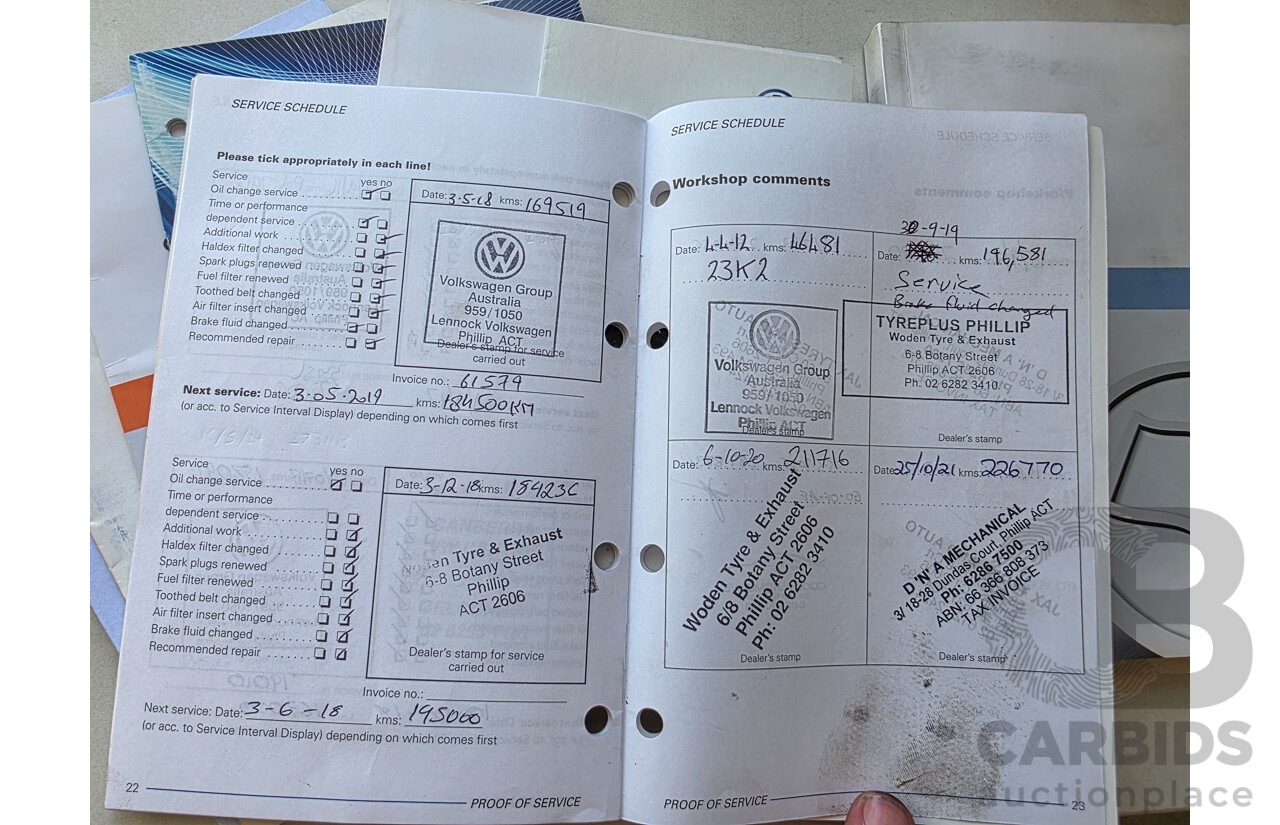 SERVICE SCHEDULE
Please tick appropriately in each line!
yes no
Service
Oil change service
Time or performance
dependent service
Additional work
Haldex filter changed
Spark plugs renewed
Fuel filter renewed
Toothed belt changed
Air filter insert changed
Brake fluid changed
Recommended repair
Date: 3-5-18 kms: 169519
Volkswagen Group
Australia
959/1050
Lennock Volkswagen
Phillip ACT
Dealer's stamp for service
carried out
Invoice no.: 61579
Next service: Date: 3-05-2019 kms: 184500KM
(or acc. to Service Interval Display) depending on which comes first
yes no
Service
Oil change service
Time or performance
dependent service
Additional work
Haldex filter changed
Spark plugs renewed
Fuel filter renewed
Toothed belt changed
Air filter insert changed
Brake fluid changed
Recommended repair
Date: 3-12-18 kms: 18423C
Woden Tyre & Exhaust
6-8 Botany Street
Phillip
ACT 2606
Dealer's stamp for service
carried out
Invoice no.:
Next service: Date: 3-6-18 kms: 195000
(or acc. to Service Interval Display) depending on which comes first
22
PROOF OF SERVICE
SERVICE SCHEDULE
Workshop comments
Date: 4-4-12 kms: 46481
23K2
Volkswagen Group
Australia
959/1050
Lennock Volkswagen
Phillip ACT
Dealer's stamp
30-9-19
Date: kms: 196,581
Service
Brake fluid changed
TYREPLUS PHILLIP
Woden Tyre & Exhaust
6-8 Botany Street
Phillip ACT 2606
Ph: 02 6282 3410
Dealer's stamp
Date: 6-10-20 kms: 211716
Woden Tyre & Exhaust
6/8 Botany Street
Phillip ACT 2606
Ph: 02 6282 3410
Dealer's stamp
Date 25/10/21 kms: 226770
D 'N' A MECHANICAL
3/ 18-28 Dundas Court, Phillip ACT
Ph: 6286 7500
ABN: 66 366 808 373
TAX INVOICE
Dealer's stamp
PROOF OF SERVICE
23
CARBIDS
auctionplace